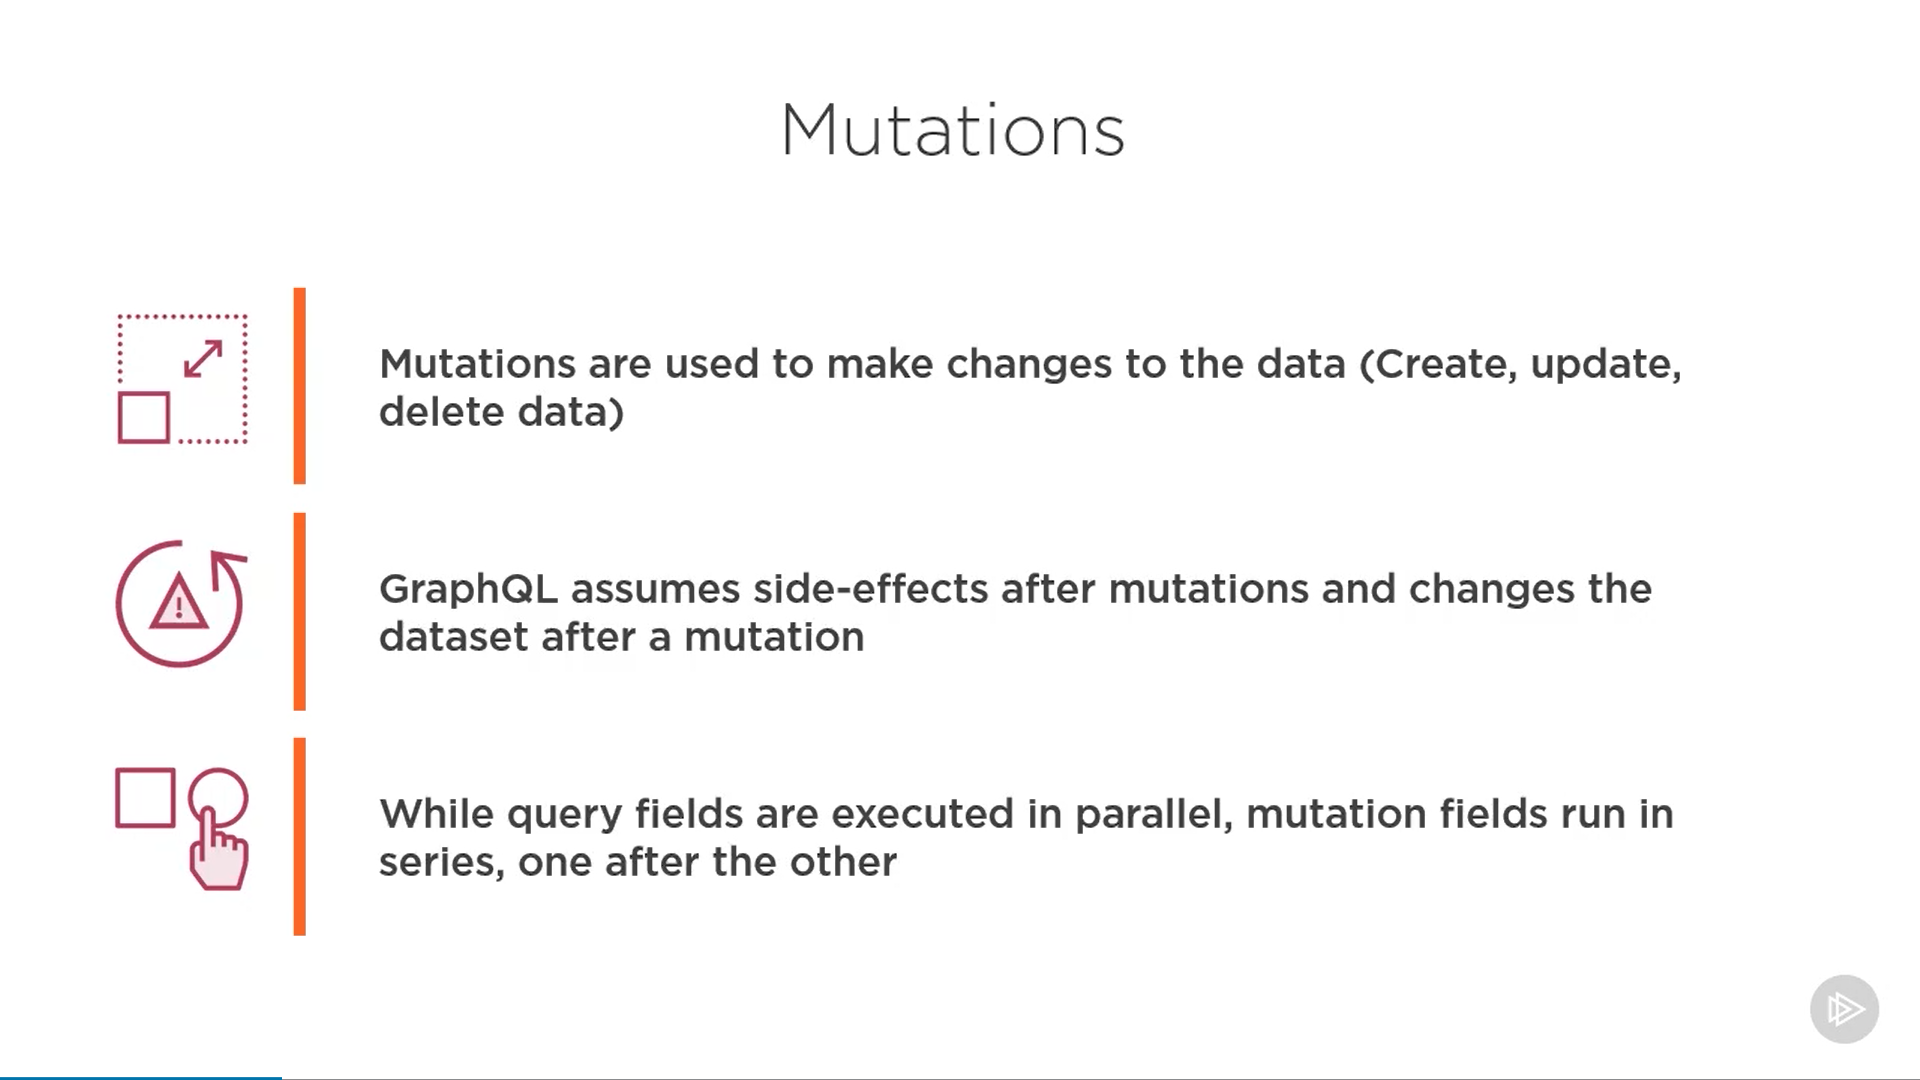 Mutations
Mutations are used to make changes to the data (Create, update,
delete data)
GraphQL assumes side-effects after mutations and changes the
dataset after a mutation
While query fields are executed in parallel, mutation fields run in
series, one after the other